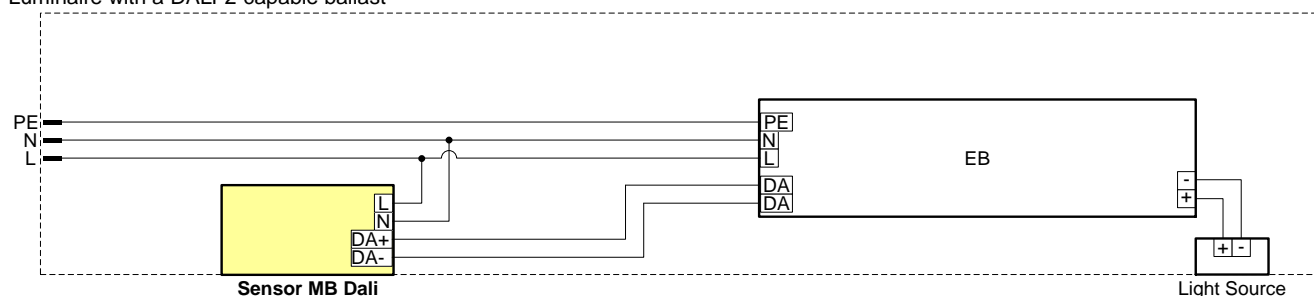 Luminaire with a DALI-2 capable ballast
PE
N
L
PE
N
L
DA
DA
EB
-
+
L
N
DA+
DA-
+ -
Sensor MB Dali
Light Source